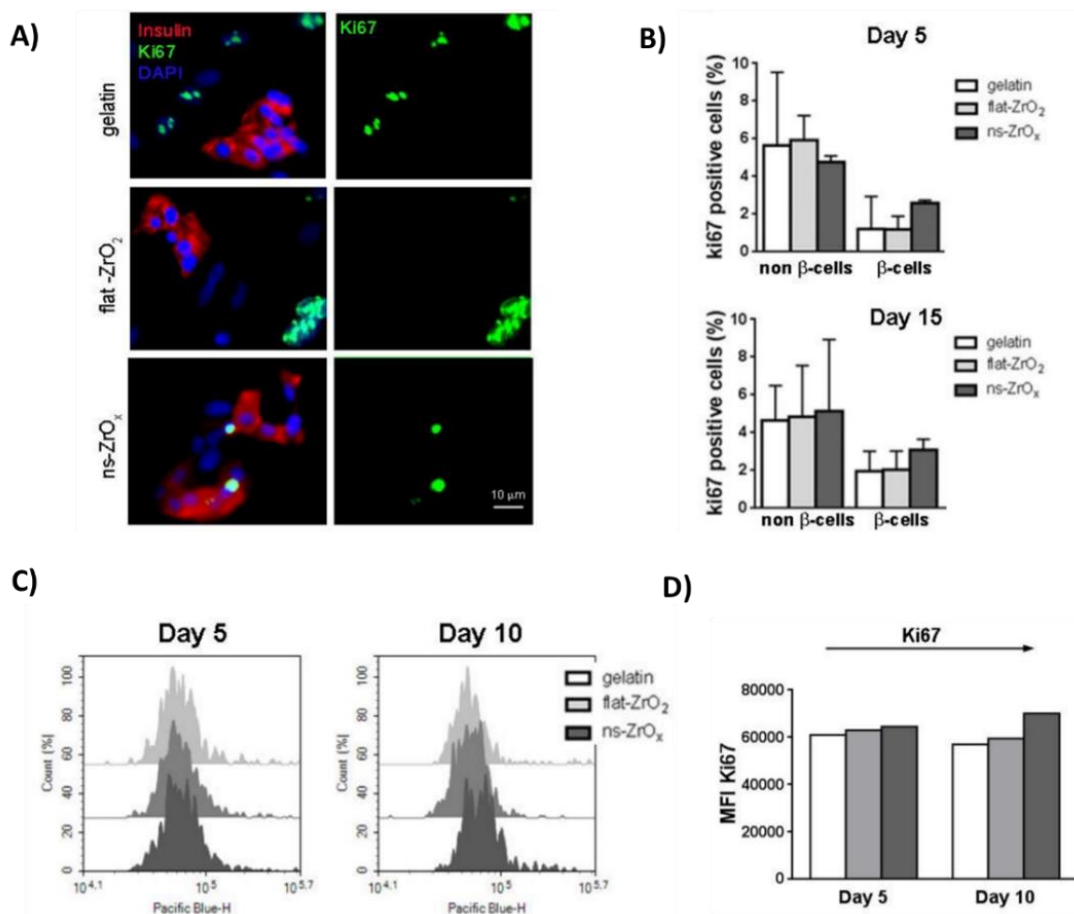 A)
Insulin
Ki67
DAPI
Ki67
gelatin
flat -ZrO₂
ns-ZrOₓ
10 μm
B)
Day 5
ki67 positive cells (%)
10
8
6
4
2
0
gelatin
flat-ZrO₂
ns-ZrOₓ
non β-cells β-cells
Day 15
ki67 positive cells (%)
10
8
6
4
2
0
gelatin
flat-ZrO₂
ns-ZrOₓ
non β-cells β-cells
C)
Day 5
Count [%]
100
80
60
40
20
0
10^4.1 10^5 10^5.7
Pacific Blue-H
Day 10
Count [%]
100
80
60
40
20
0
10^4.1 10^5 10^5.7
Pacific Blue-H
gelatin
flat-ZrO₂
ns-ZrOₓ
D)
Ki67
MFI Ki67
80000
60000
40000
20000
0
Day 5 Day 10